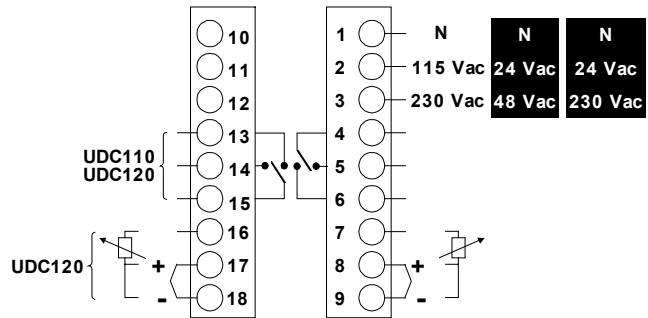 10 1 N N N
11 2 115 Vac 24 Vac 24 Vac
12 3 230 Vac 48 Vac 230 Vac
13 4
UDC110
14 5
UDC120
15 6
16 7
UDC120 + 17 8 +
- 18 9 -